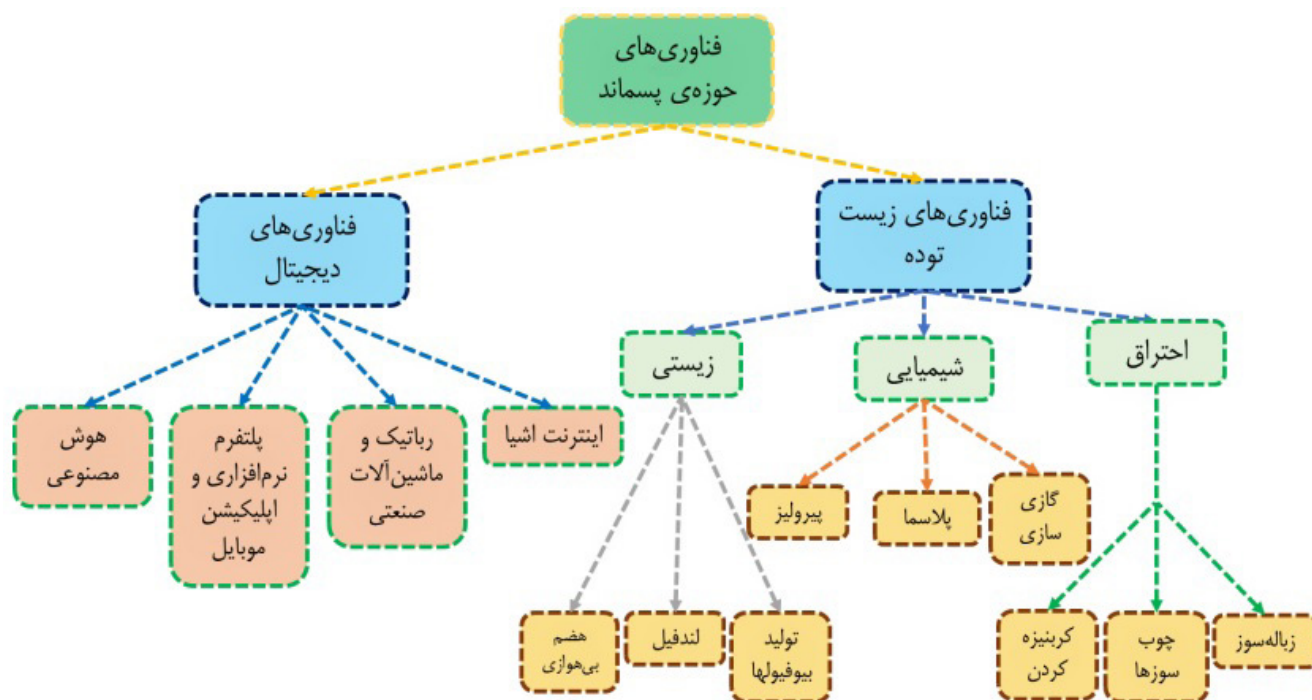 فناوری‌های
حوزه‌ی پسماند
فناوری‌های زیست
توده
فناوری‌های
دیجیتال
احتراق
شیمیایی
زیستی
اینترنت اشیا
رباتیک و
ماشین‌آلات
صنعتی
پلتفرم
نرم‌افزاری و
اپلیکیشن
موبایل
هوش
مصنوعی
گازی
سازی
پلاسما
پیرولیز
زباله‌سوز
چوب
سوزها
کربنیزه
کردن
تولید
بیوفیولها
لندفیل
هضم
بی‌هوازی